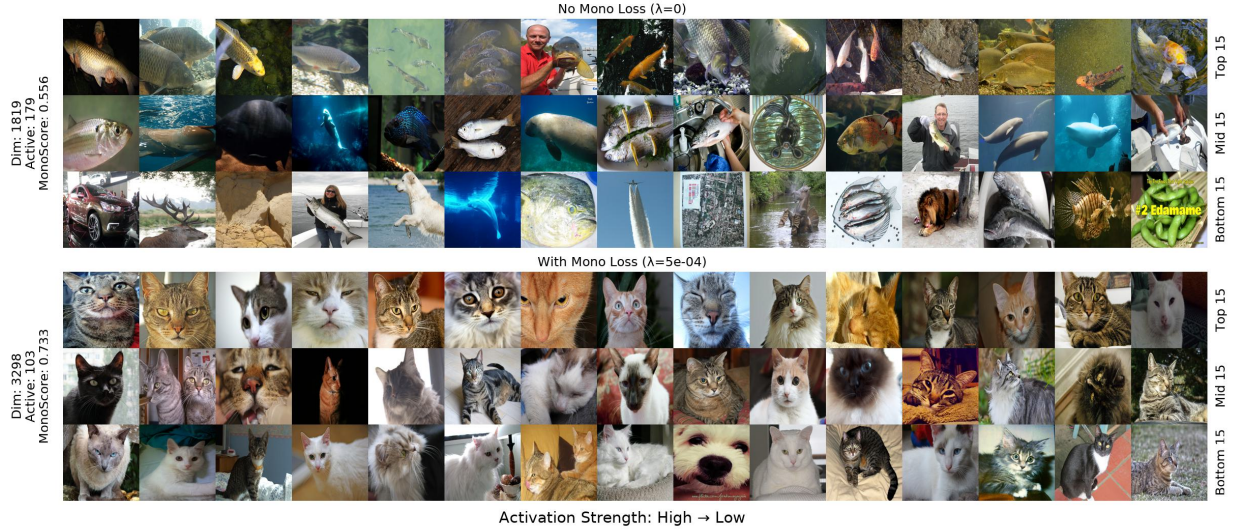 No Mono Loss (λ=0)
Dim: 1819
Active: 179
MonoScore: 0.556
Top 15
Mid 15
Bottom 15
#2 Edamame
With Mono Loss (λ=5e-04)
Dim: 3298
Active: 103
MonoScore: 0.733
Top 15
Mid 15
Bottom 15
Activation Strength: High → Low